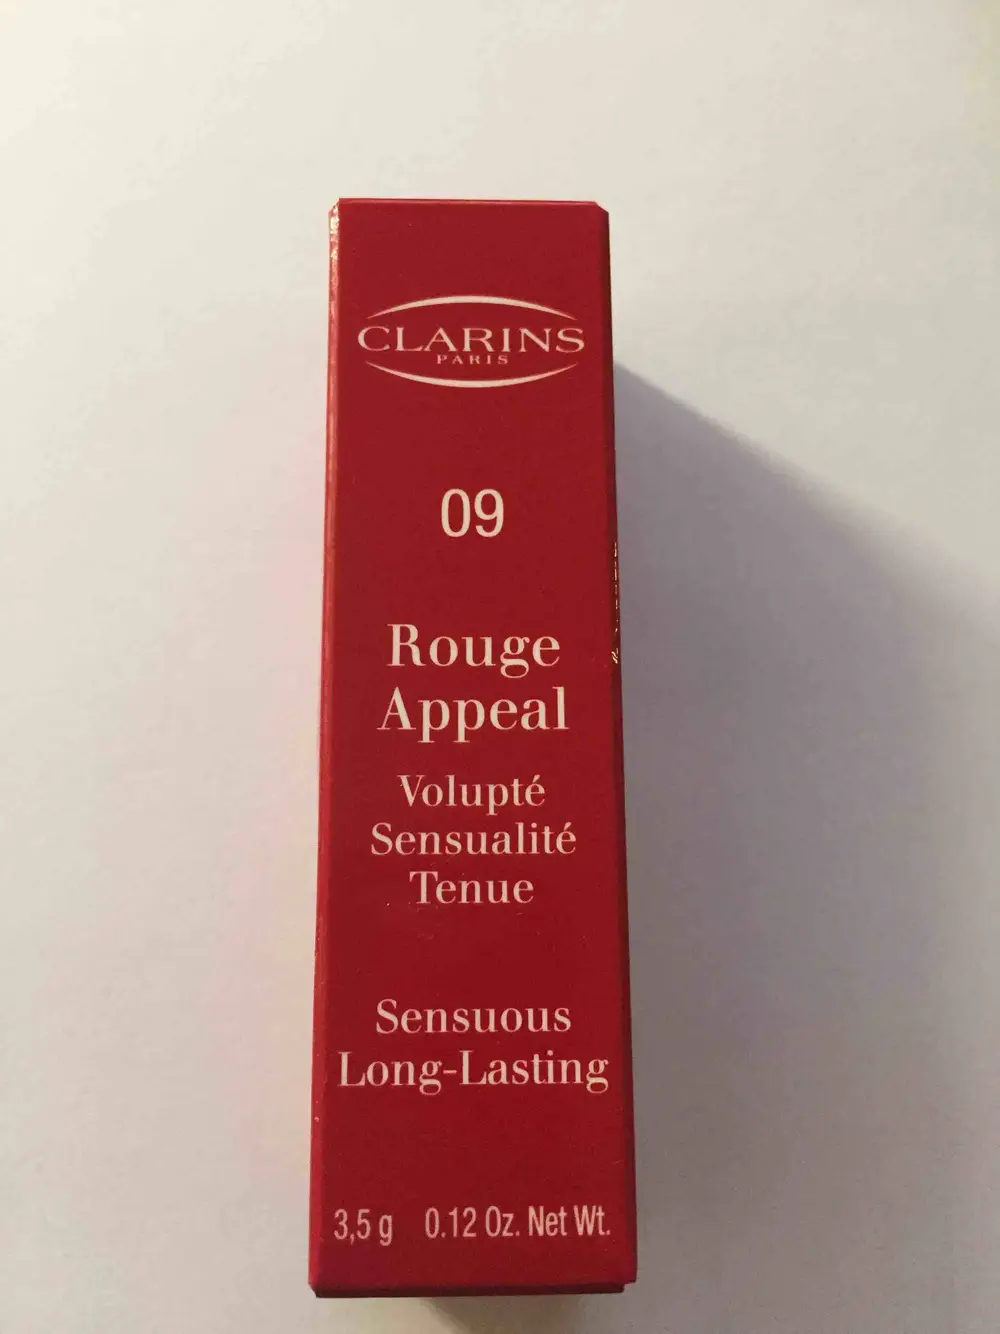 CLARINS
PARIS
09
Rouge
Appeal
Volupté
Sensualité
Tenue
Sensuous
Long-Lasting
3,5 g 0.12 Oz. Net Wt.